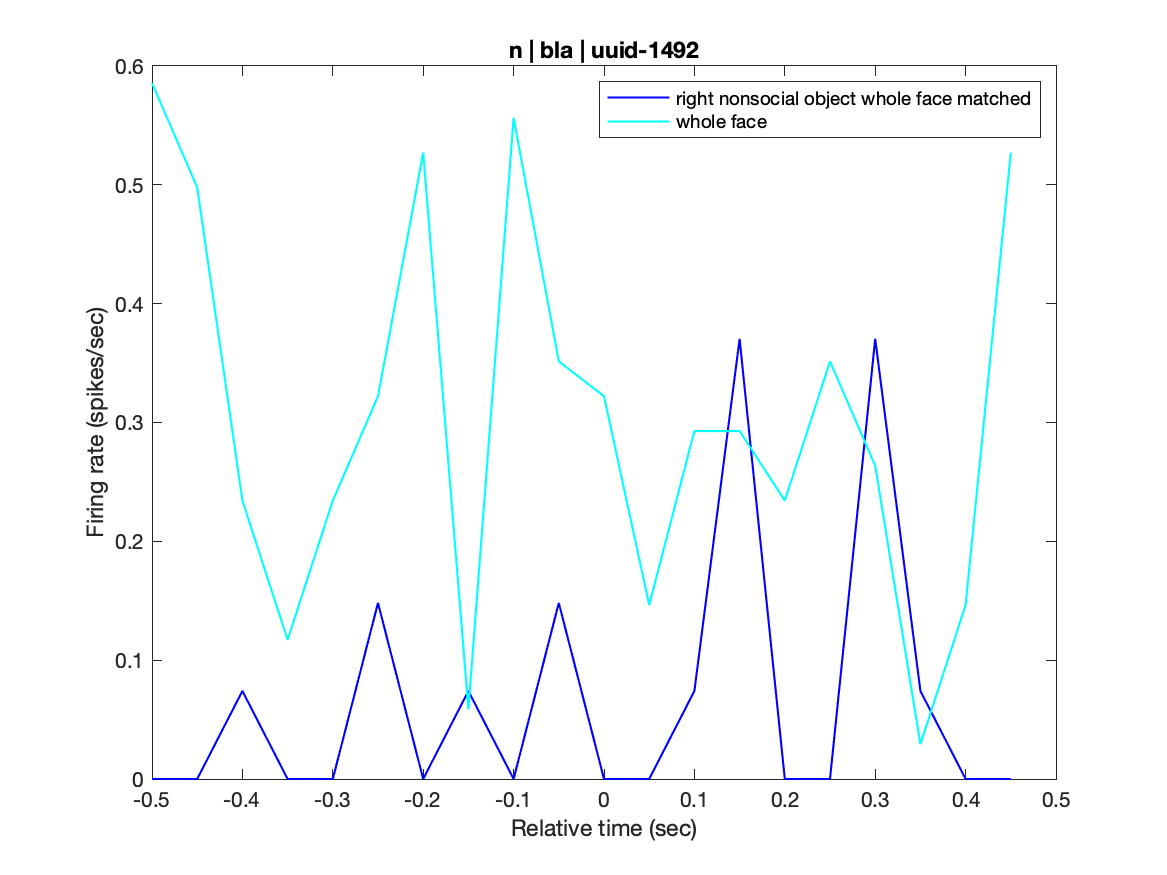 n | bla | uuid-1492
right nonsocial object whole face matched
whole face
Firing rate (spikes/sec)
0.6
0.5
0.4
0.3
0.2
0.1
0
-0.5 -0.4 -0.3 -0.2 -0.1 0 0.1 0.2 0.3 0.4 0.5
Relative time (sec)